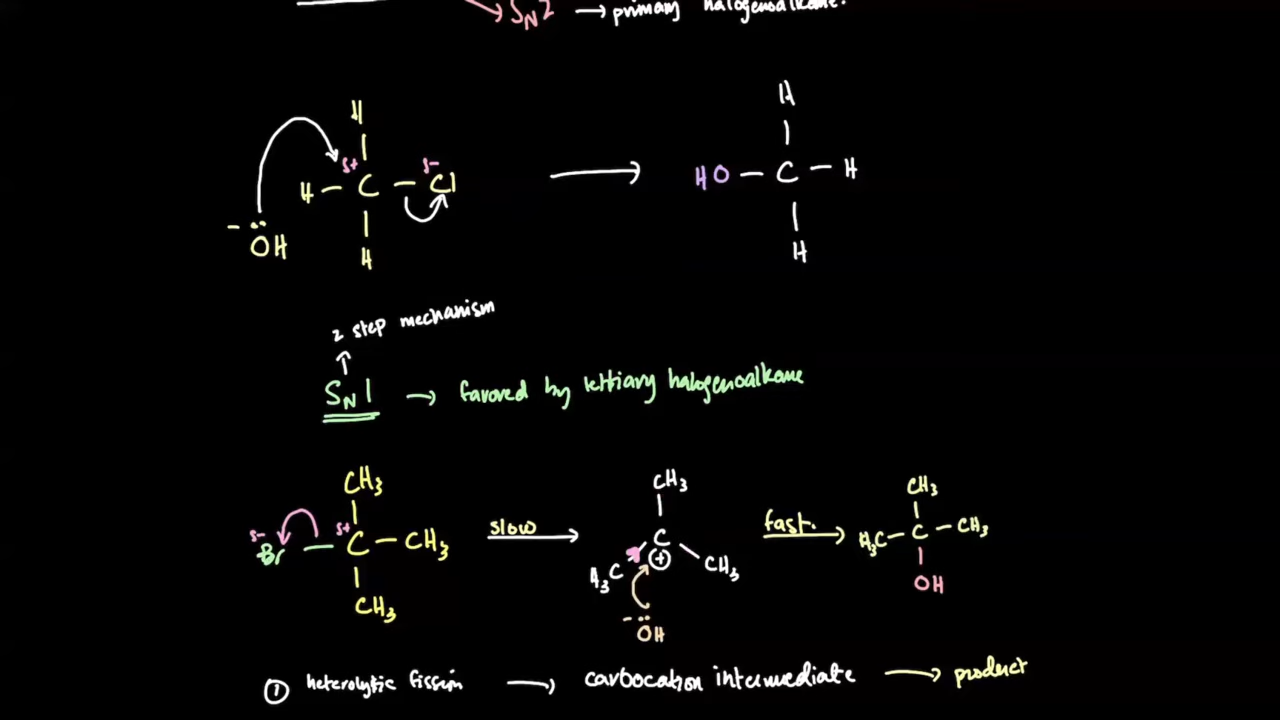 SN2 → primary halogenoalkane.
H
δ+ δ-
H – C – Cl
- ÖH
H
→
H
HO – C – H
H
2 step mechanism
↑
SN1 → favored by tertiary halogenoalkane
CH3
δ- δ+
Br – C – CH3
CH3
slow →
CH3
C
+
H3C CH3
- ÖH
fast. →
CH3
H3C – C – CH3
OH
① heterolytic fission → carbocation intermediate → product